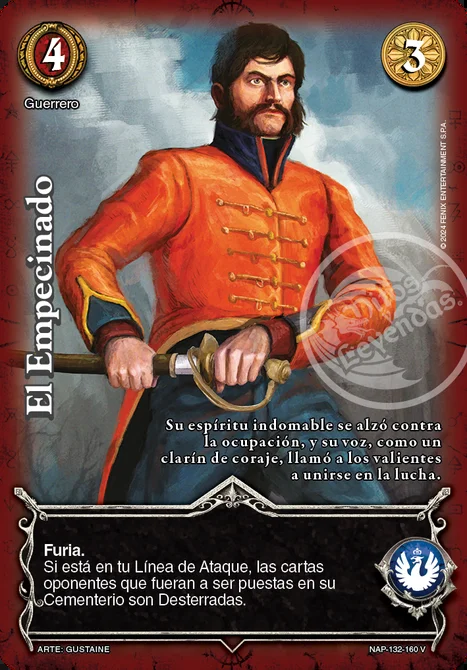 4
3
Guerrero
© 2024 FENIX ENTERTAINMENT S.P.A.
El Empecinado
Mitos
Leyendas
Su espíritu indomable se alzó contra
la ocupación, y su voz, como un
clarín de coraje, llamó a los valientes
a unirse en la lucha.
Furia.
Si está en tu Línea de Ataque, las cartas
oponentes que fueran a ser puestas en su
Cementerio son Desterradas.
ARTE: GUSTAINE
NAP-132-160 V